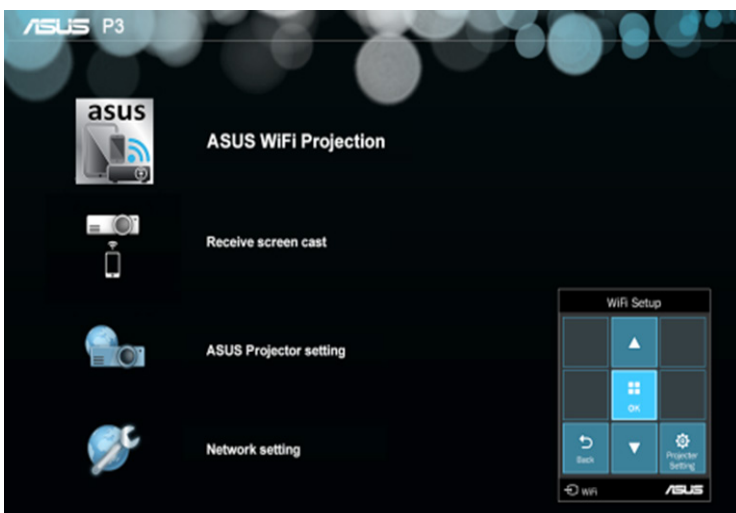 ASUS P3
asus
ASUS WiFi Projection
Receive screen cast
ASUS Projector setting
Network setting
WiFi Setup
OK
Back
Projecter
Setting
WiFi
ASUS